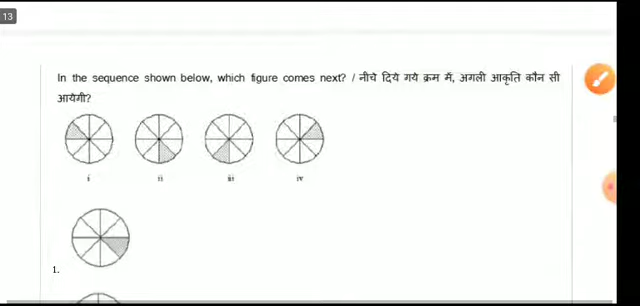 13
In the sequence shown below, which figure comes next? / नीचे दिये गये क्रम में, अगली आकृति कौन सी
आयेगी?
i ii iii iv
1.